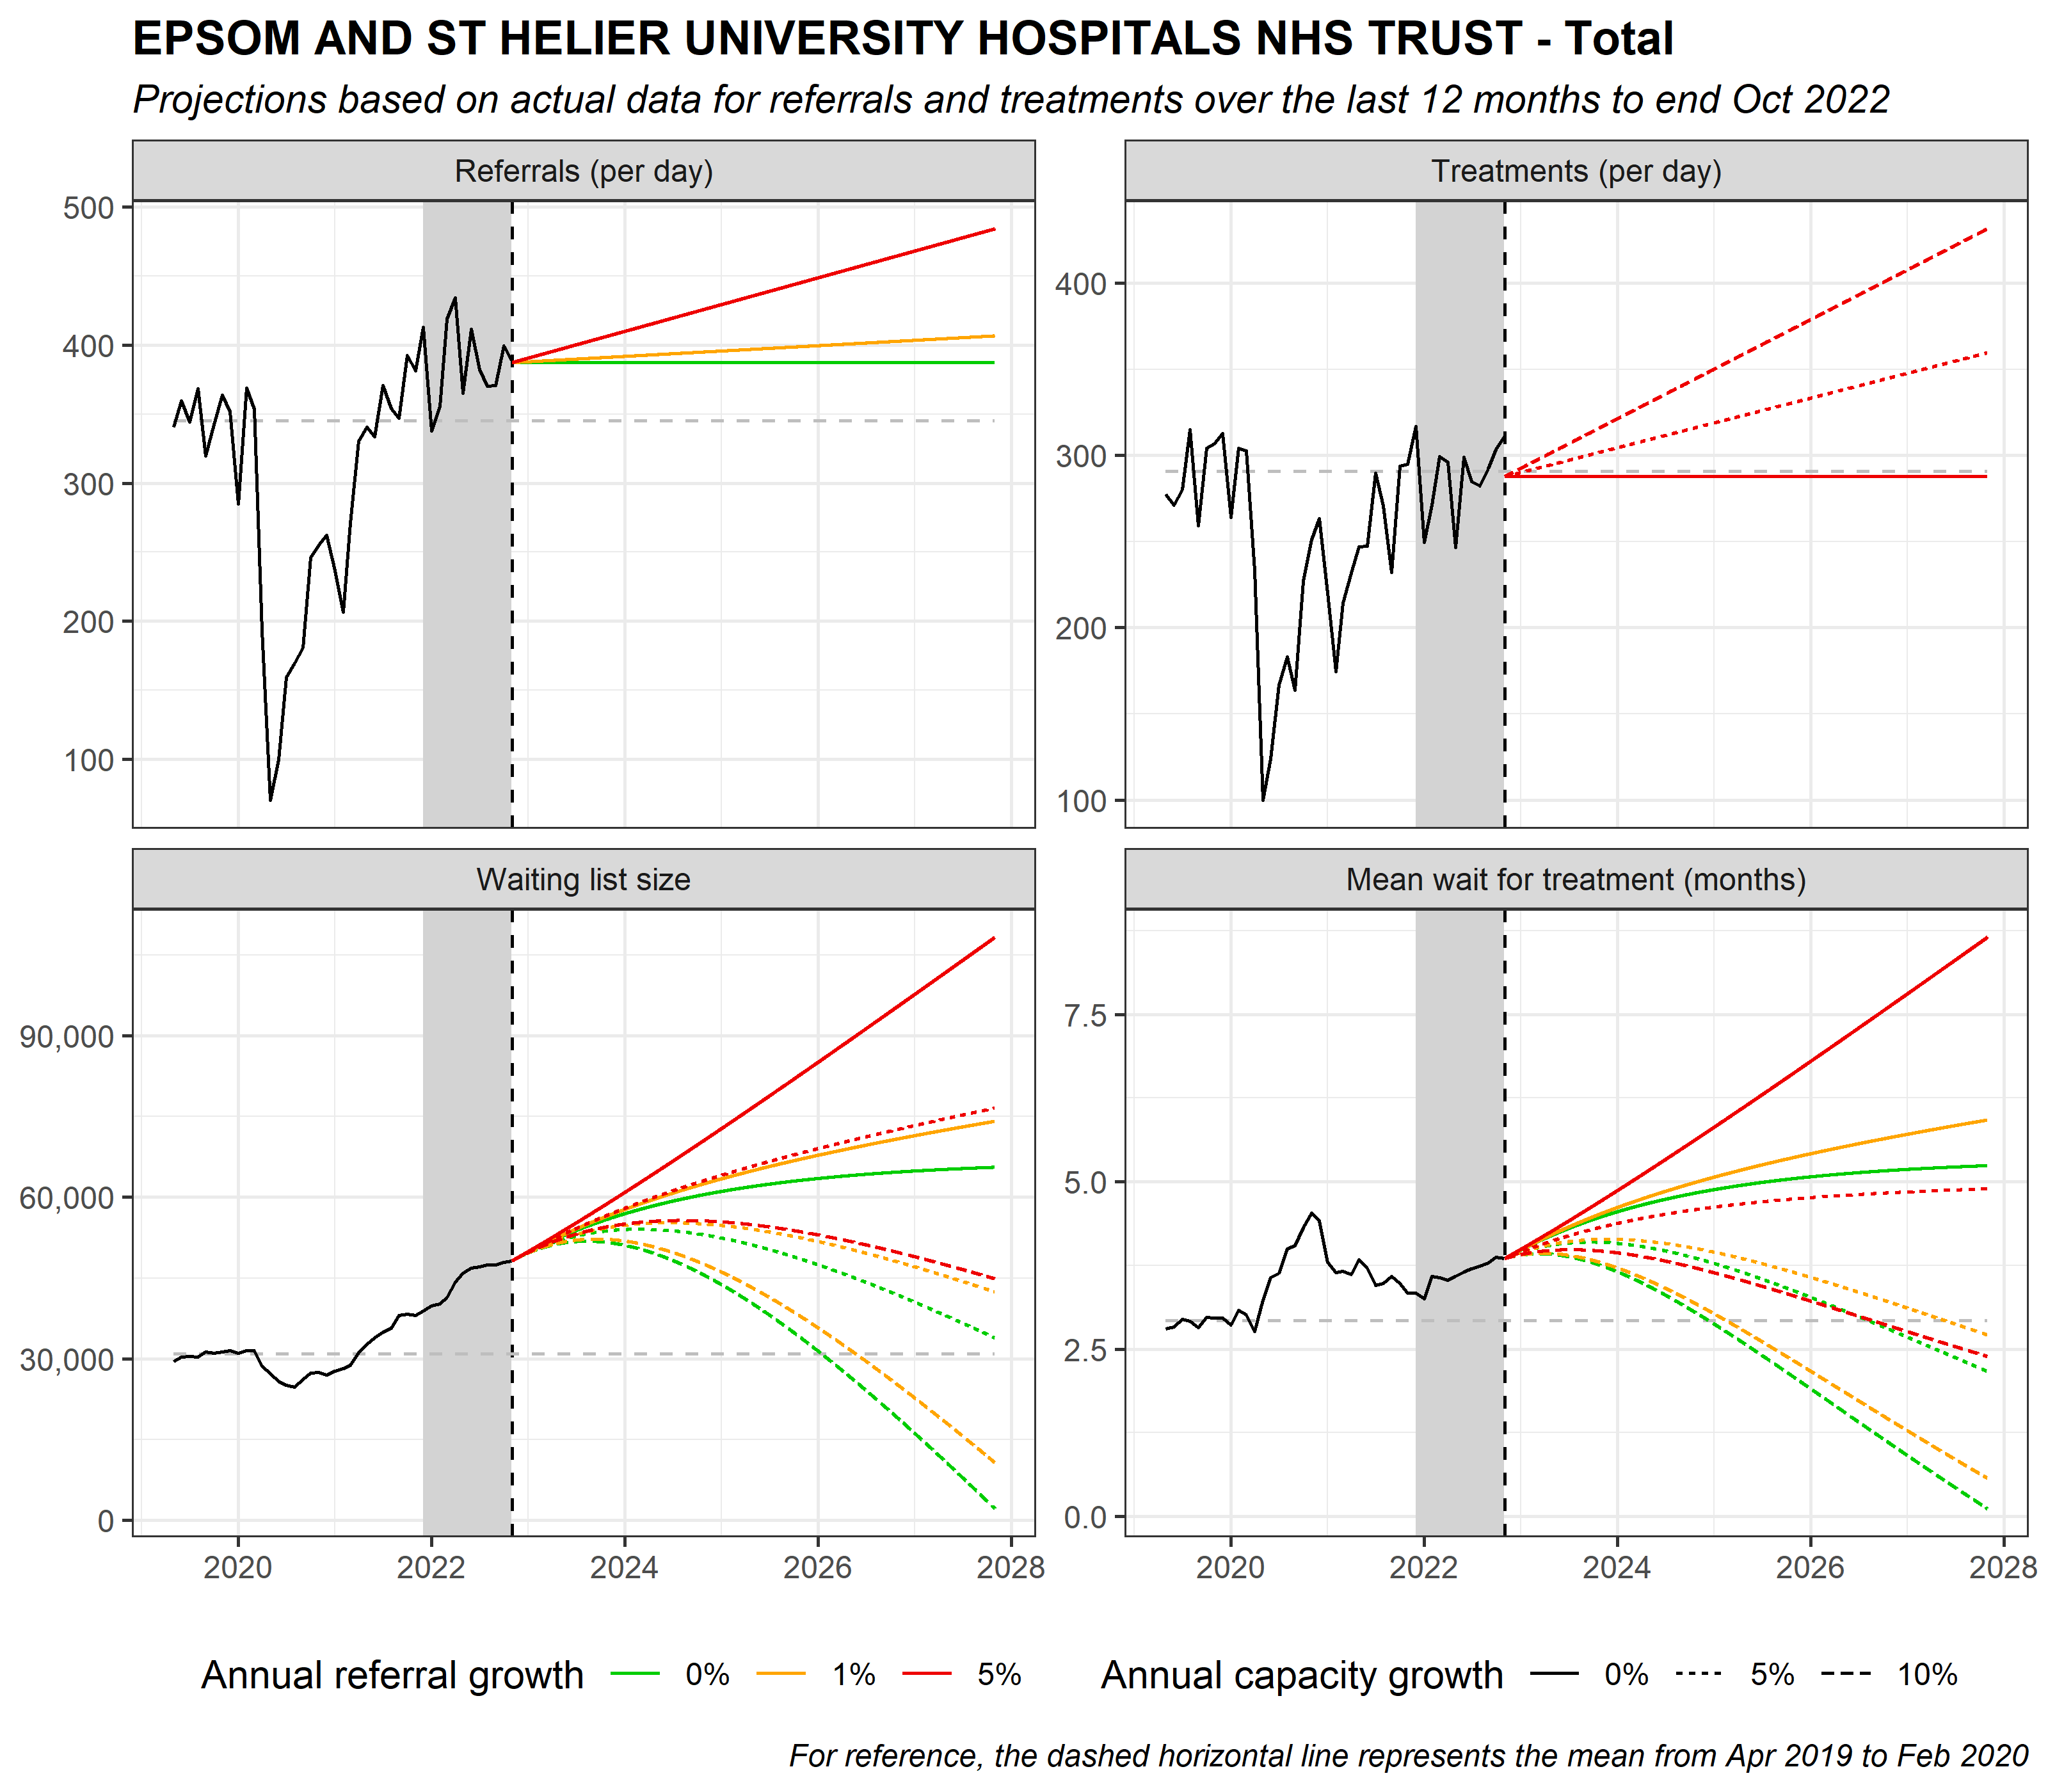 EPSOM AND ST HELIER UNIVERSITY HOSPITALS NHS TRUST - Total
Projections based on actual data for referrals and treatments over the last 12 months to end Oct 2022
Referrals (per day)
500
400
300
200
100
Treatments (per day)
400
300
200
100
Waiting list size
90,000
60,000
30,000
0
2020 2022 2024 2026 2028
Mean wait for treatment (months)
7.5
5.0
2.5
0.0
2020 2022 2024 2026 2028
Annual referral growth 0% 1% 5%
Annual capacity growth 0% 5% 10%
For reference, the dashed horizontal line represents the mean from Apr 2019 to Feb 2020